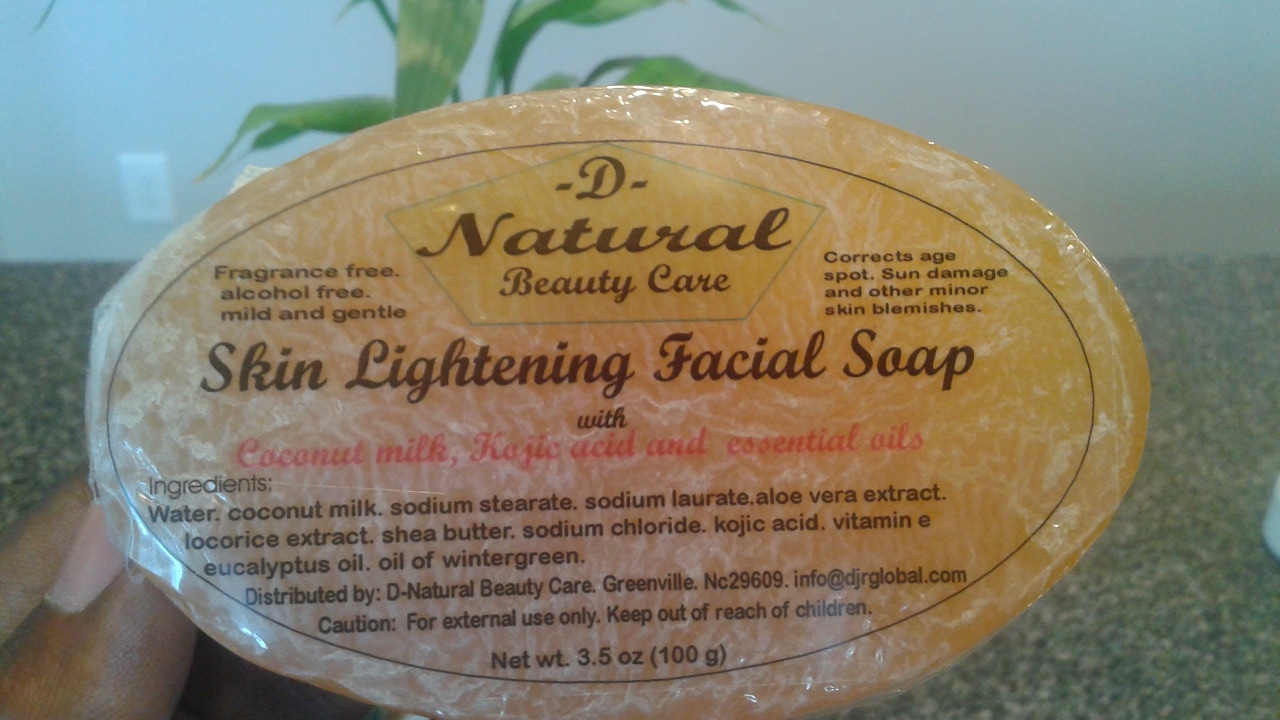 -D-
Natural
Beauty Care
Fragrance free.
alcohol free.
mild and gentle
Corrects age
spot. Sun damage
and other minor
skin blemishes.
Skin Lightening Facial Soap
with
Coconut milk, Kojic acid and essential oils
Ingredients:
Water. coconut milk. sodium stearate. sodium laurate.aloe vera extract.
locorice extract. shea butter. sodium chloride. kojic acid. vitamin e
eucalyptus oil. oil of wintergreen.
Distributed by: D-Natural Beauty Care. Greenville. Nc29609. info@djrglobal.com
Caution: For external use only. Keep out of reach of children.
Net wt. 3.5 oz (100 g)